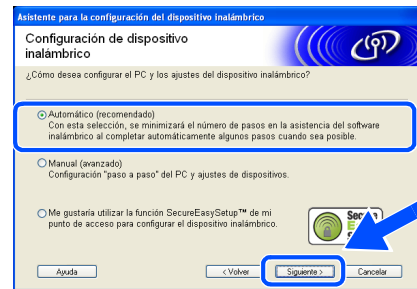 Asistente para la configuración del dispositivo inalámbrico
Configuración de dispositivo
inalámbrico
¿Cómo desea configurar el PC y los ajustes del dispositivo inalámbrico?
Automático (recomendado)
Con esta selección, se minimizará el número de pasos en la asistencia del software
inalámbrico al completar automáticamente algunos pasos cuando sea posible.
Manual (avanzado)
Configuración "paso a paso" del PC y ajustes de dispositivos.
Me gustaría utilizar la función SecureEasySetup™ de mi
punto de acceso para configurar el dispositivo inalámbrico.
Ayuda
< Volver
Siguiente >
Cancelar